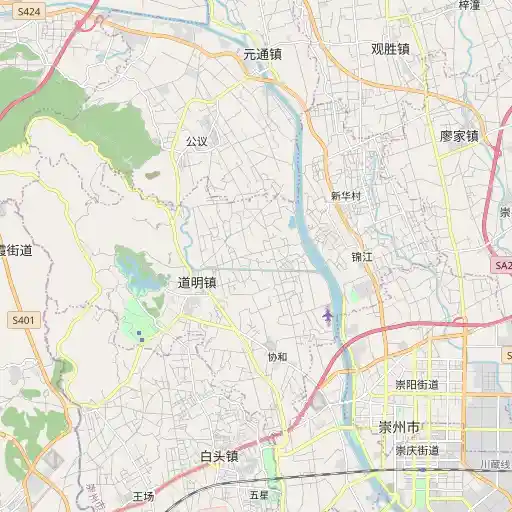 梓潼
S424
元通镇
观胜镇
廖家镇
公议
新华村
崇
霞街道
锦江
SA2
道明镇
S401
S
协和
崇阳街道
崇州市
白头镇
崇庆街道
川藏线
王场
五星